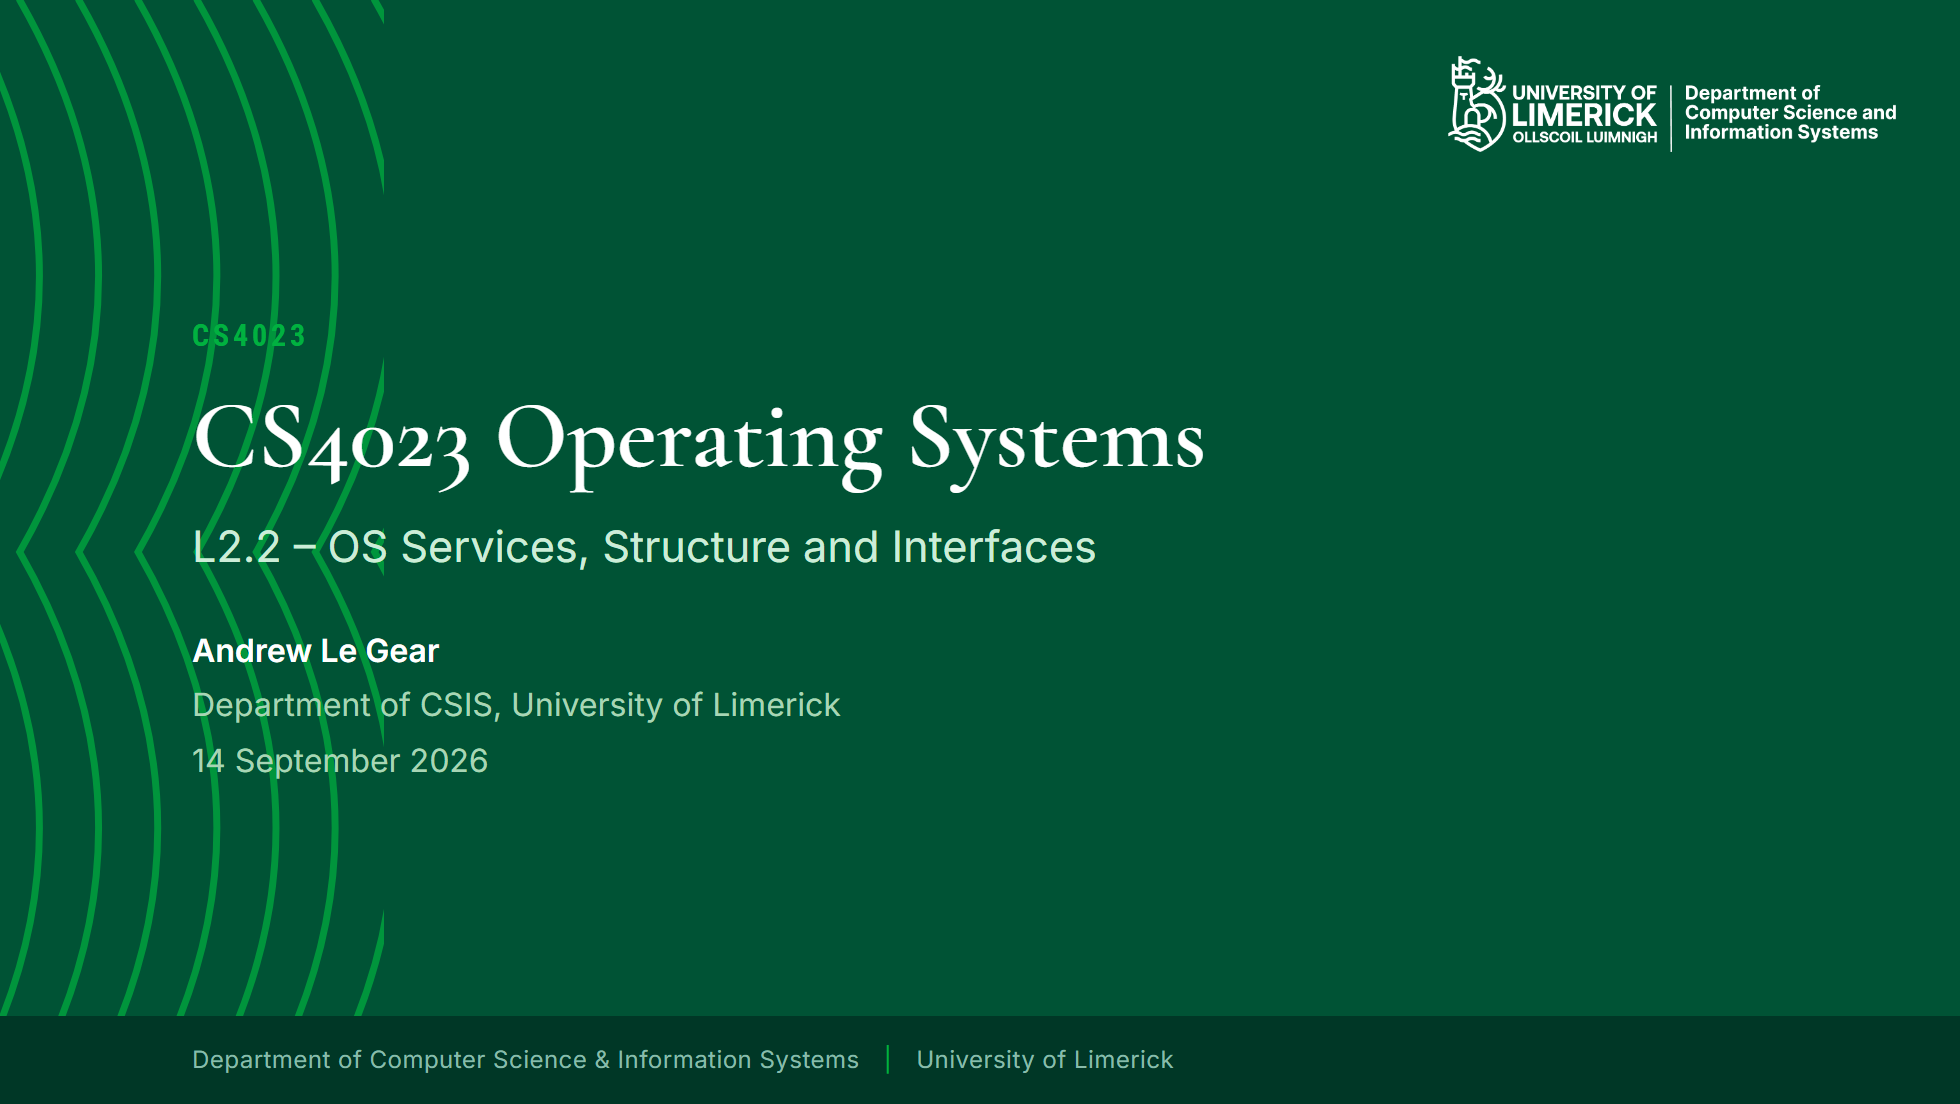 UNIVERSITY OF
LIMERICK
OLLSCOIL LUIMNIGH
Department of
Computer Science and
Information Systems
CS4023
CS4023 Operating Systems
L2.2 – OS Services, Structure and Interfaces
Andrew Le Gear
Department of CSIS, University of Limerick
14 September 2026
Department of Computer Science & Information Systems | University of Limerick